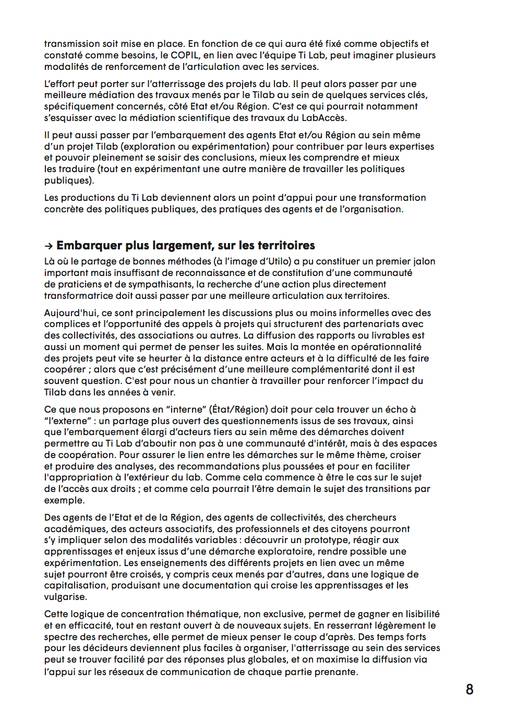 transmission soit mise en place. En fonction de ce qui aura été fixé comme objectifs et
constaté comme besoins, le COPIL, en lien avec l'équipe Ti Lab, peut imaginer plusieurs
modalités de renforcement de l'articulation avec les services.
L'effort peut porter sur l'atterrissage des projets du lab. Il peut alors passer par une
meilleure médiation des travaux menés par le Tilab au sein de quelques services clés,
spécifiquement concernés, côté Etat et/ou Région. C'est ce qui pourrait notamment
s'esquisser avec la médiation scientifique des travaux du LabAccès.
Il peut aussi passer par l'embarquement des agents Etat et/ou Région au sein même
d'un projet Tilab (exploration ou expérimentation) pour contribuer par leurs expertises
et pouvoir pleinement se saisir des conclusions, mieux les comprendre et mieux
les traduire (tout en expérimentant une autre manière de travailler les politiques
publiques).
Les productions du Ti Lab deviennent alors un point d'appui pour une transformation
concrète des politiques publiques, des pratiques des agents et de l'organisation.
→ Embarquer plus largement, sur les territoires
Là où le partage de bonnes méthodes (à l'image d'Utilo) a pu constituer un premier jalon
important mais insuffisant de reconnaissance et de constitution d'une communauté
de praticiens et de sympathisants, la recherche d'une action plus directement
transformatrice doit aussi passer par une meilleure articulation aux territoires.
Aujourd'hui, ce sont principalement les discussions plus ou moins informelles avec des
complices et l'opportunité des appels à projets qui structurent des partenariats avec
des collectivités, des associations ou autres. La diffusion des rapports ou livrables est
aussi un moment qui permet de penser les suites. Mais la montée en opérationnalité
des projets peut vite se heurter à la distance entre acteurs et à la difficulté de les faire
coopérer ; alors que c'est précisément d'une meilleure complémentarité dont il est
souvent question. C'est pour nous un chantier à travailler pour renforcer l'impact du
Tilab dans les années à venir.
Ce que nous proposons en "interne" (État/Région) doit pour cela trouver un écho à
"l'externe" : un partage plus ouvert des questionnements issus de ses travaux, ainsi
que l'embarquement élargi d'acteurs tiers au sein même des démarches doivent
permettre au Ti Lab d'aboutir non pas à une communauté d'intérêt, mais à des espaces
de coopération. Pour assurer le lien entre les démarches sur le même thème, croiser
et produire des analyses, des recommandations plus poussées et pour en faciliter
l'appropriation à l'extérieur du lab. Comme cela commence à être le cas sur le sujet
de l'accès aux droits ; et comme cela pourrait l'être demain le sujet des transitions par
exemple.
Des agents de l'Etat et de la Région, des agents de collectivités, des chercheurs
académiques, des acteurs associatifs, des professionnels et des citoyens pourront
s'y impliquer selon des modalités variables : découvrir un prototype, réagir aux
apprentissages et enjeux issus d'une démarche exploratoire, rendre possible une
expérimentation. Les enseignements des différents projets en lien avec un même
sujet pourront être croisés, y compris ceux menés par d'autres, dans une logique de
capitalisation, produisant une documentation qui croise les apprentissages et les
vulgarise.
Cette logique de concentration thématique, non exclusive, permet de gagner en lisibilité
et en efficacité, tout en restant ouvert à de nouveaux sujets. En resserrant légèrement le
spectre des recherches, elle permet de mieux penser le coup d'après. Des temps forts
pour les décideurs deviennent plus faciles à organiser, l'atterrissage au sein des services
peut se trouver facilité par des réponses plus globales, et on maximise la diffusion via
l'appui sur les réseaux de communication de chaque partie prenante.
8